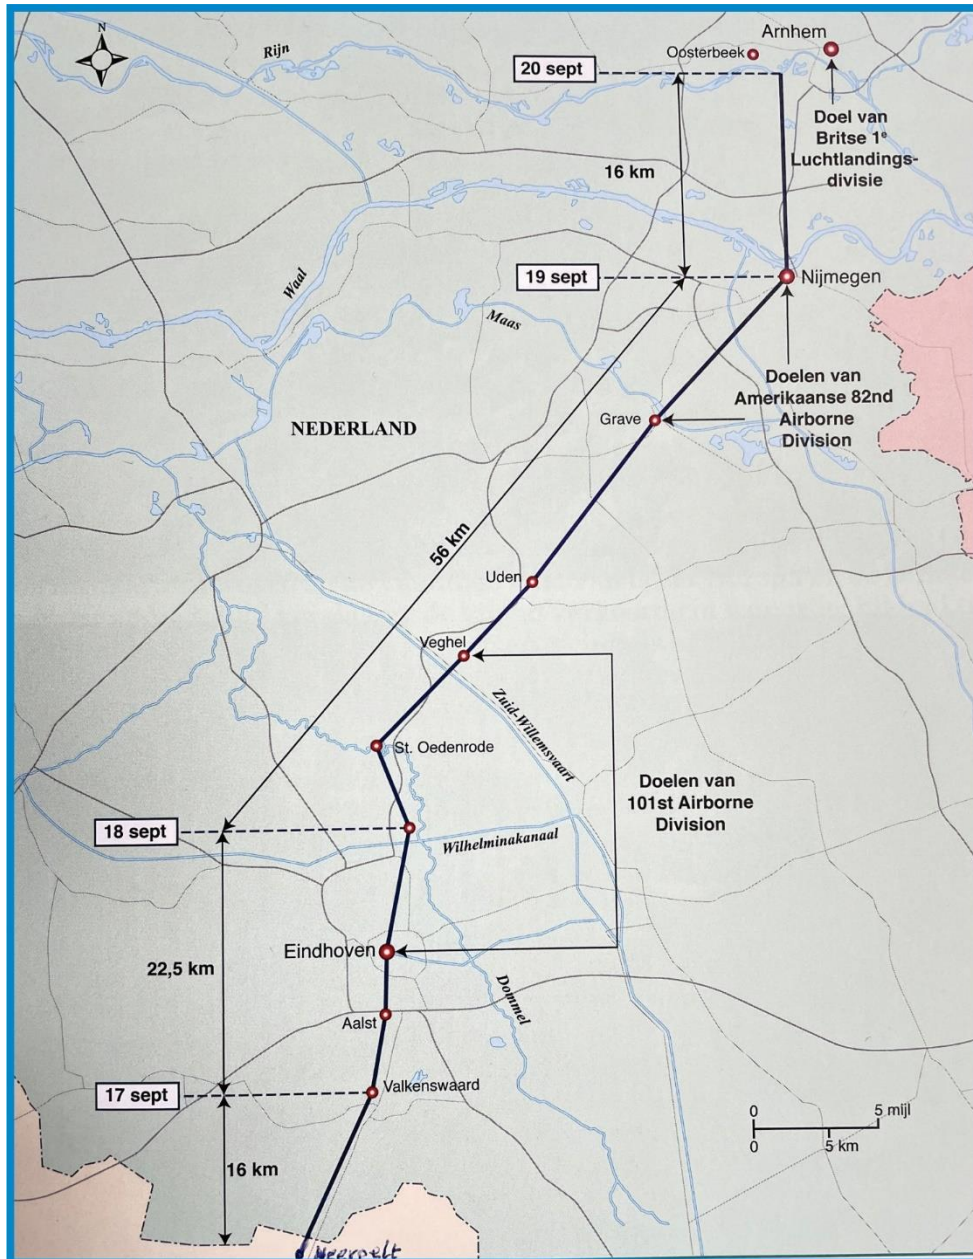 N
Rijn
Arnhem
Oosterbeek
20 sept
Doel van
Britse 1e
Luchtlandings-
divisie
16 km
Waal
19 sept
Nijmegen
Maas
Doelen van
Amerikaanse 82nd
Airborne
Division
Grave
NEDERLAND
56 km
Uden
Veghel
Zuid-Willemsvaart
St. Oedenrode
Doelen van
101st Airborne
Division
18 sept
Wilhelminakanaal
Eindhoven
22,5 km
Dommel
Aalst
17 sept
Valkenswaard
0 5 mijl
0 5 km
16 km
Neerpelt